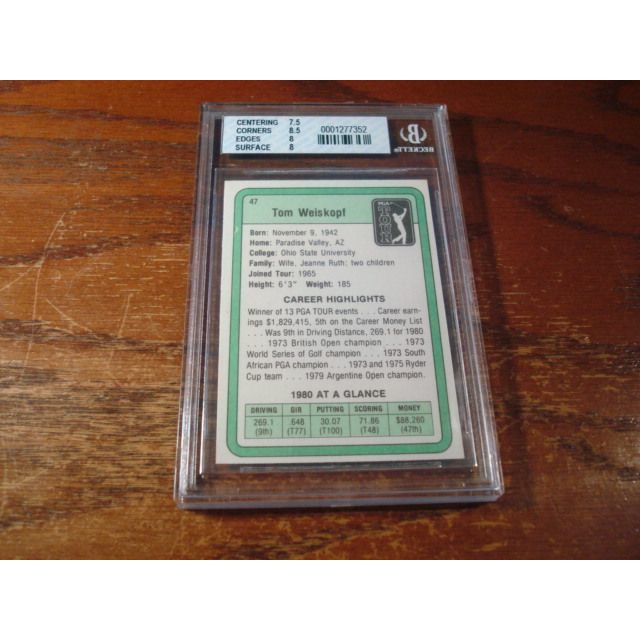 CENTERING 7.5
CORNERS 8.5
EDGES 8
SURFACE 8
0001277352
BECKETT
47
Tom Weiskopf
PGA
TOUR
Born: November 9, 1942
Home: Paradise Valley, AZ
College: Ohio State University
Family: Wife, Jeanne Ruth; two children
Joined Tour: 1965
Height: 6'3" Weight: 185
CAREER HIGHLIGHTS
Winner of 13 PGA TOUR events . . . Career earn-
ings $1,829,415, 5th on the Career Money List
. . . Was 9th in Driving Distance, 269.1 for 1980
. . . 1973 British Open champion . . . 1973
World Series of Golf champion . . . 1973 South
African PGA champion . . . 1973 and 1975 Ryder
Cup team . . . 1979 Argentine Open champion.
1980 AT A GLANCE
DRIVING GIR PUTTING SCORING MONEY
269.1 .648 30.07 71.86 $88,260
(9th) (T77) (T100) (T48) (47th)